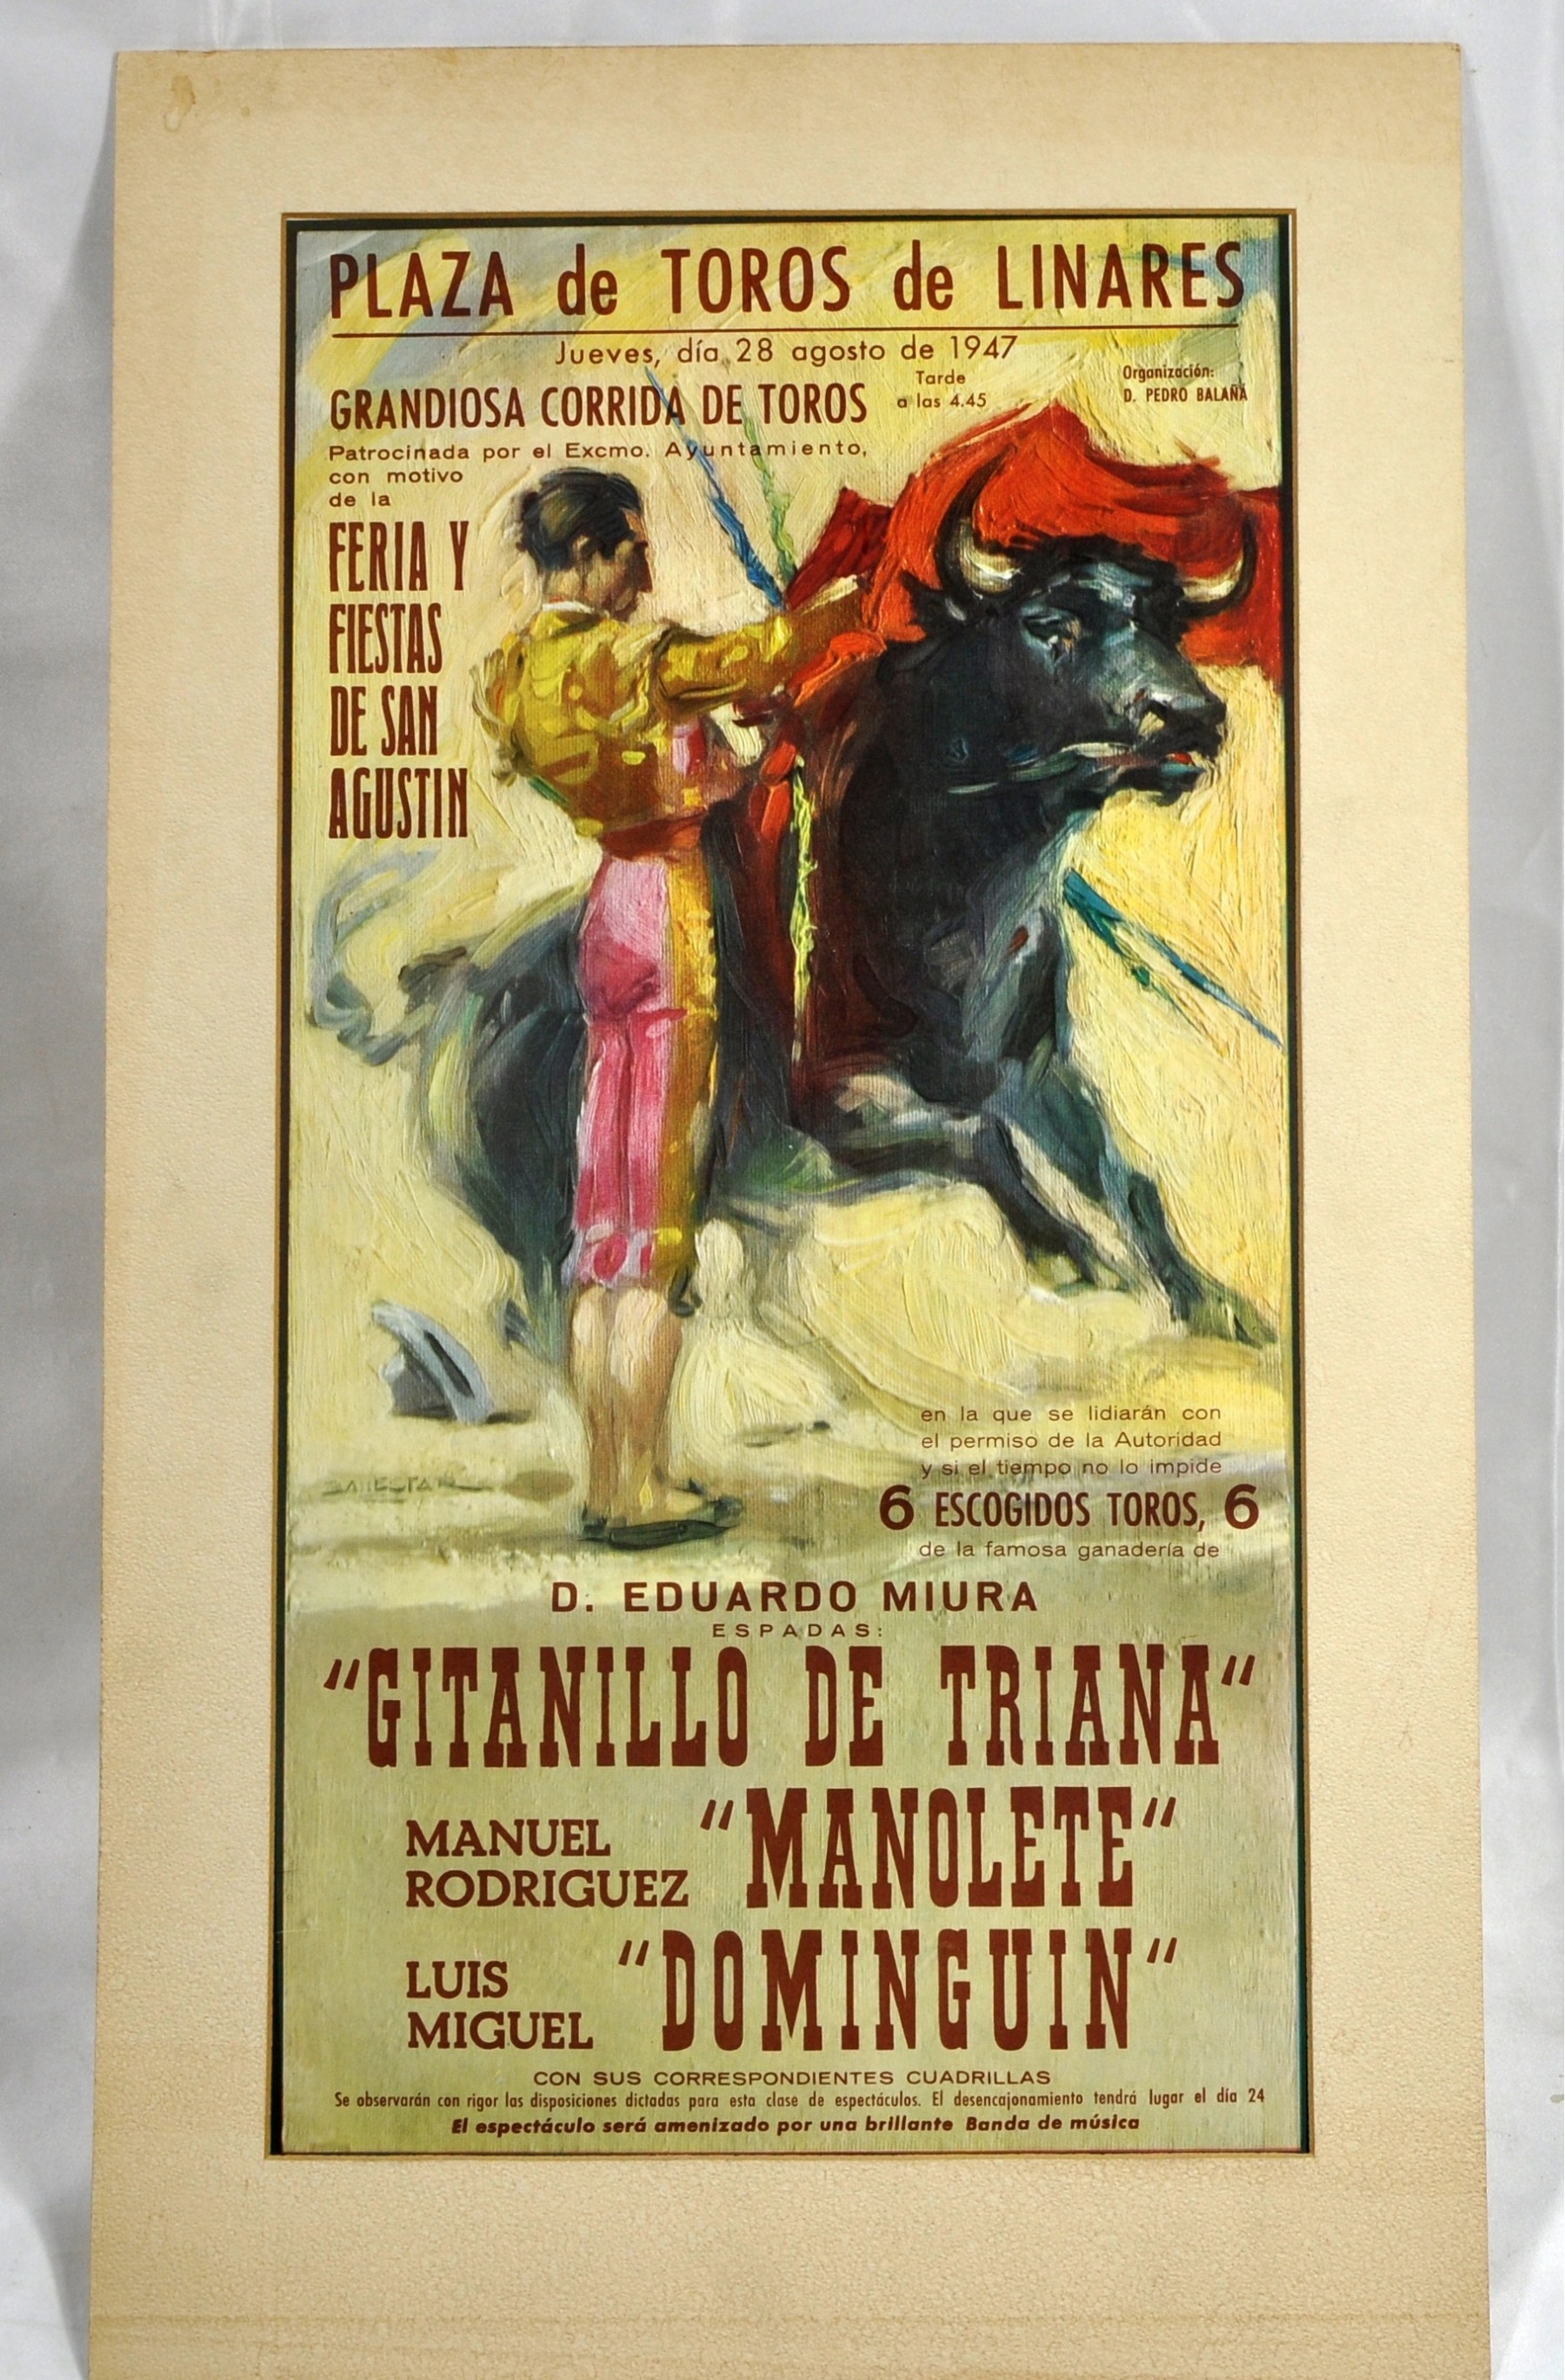 PLAZA de TOROS de LINARES
Jueves, día 28 agosto de 1947
GRANDIOSA CORRIDA DE TOROS
Tarde
a las 4.45
Organización:
D. PEDRO BALAÑÁ
Patrocinada por el Excmo. Ayuntamiento,
con motivo
de la
FERIA Y
FIESTAS
DE SAN
AGUSTIN
en la que se lidiarán con
el permiso de la Autoridad
y si el tiempo no lo impide
6 ESCOGIDOS TOROS, 6
de la famosa ganadería de
D. EDUARDO MIURA
ESPADAS:
"GITANILLO DE TRIANA"
MANUEL
RODRIGUEZ "MANOLETE"
LUIS
MIGUEL "DOMINGUIN"
CON SUS CORRESPONDIENTES CUADRILLAS
Se observarán con rigor las disposiciones dictadas para esta clase de espectáculos. El desencajonamiento tendrá lugar el día 24
El espectáculo será amenizado por una brillante Banda de música